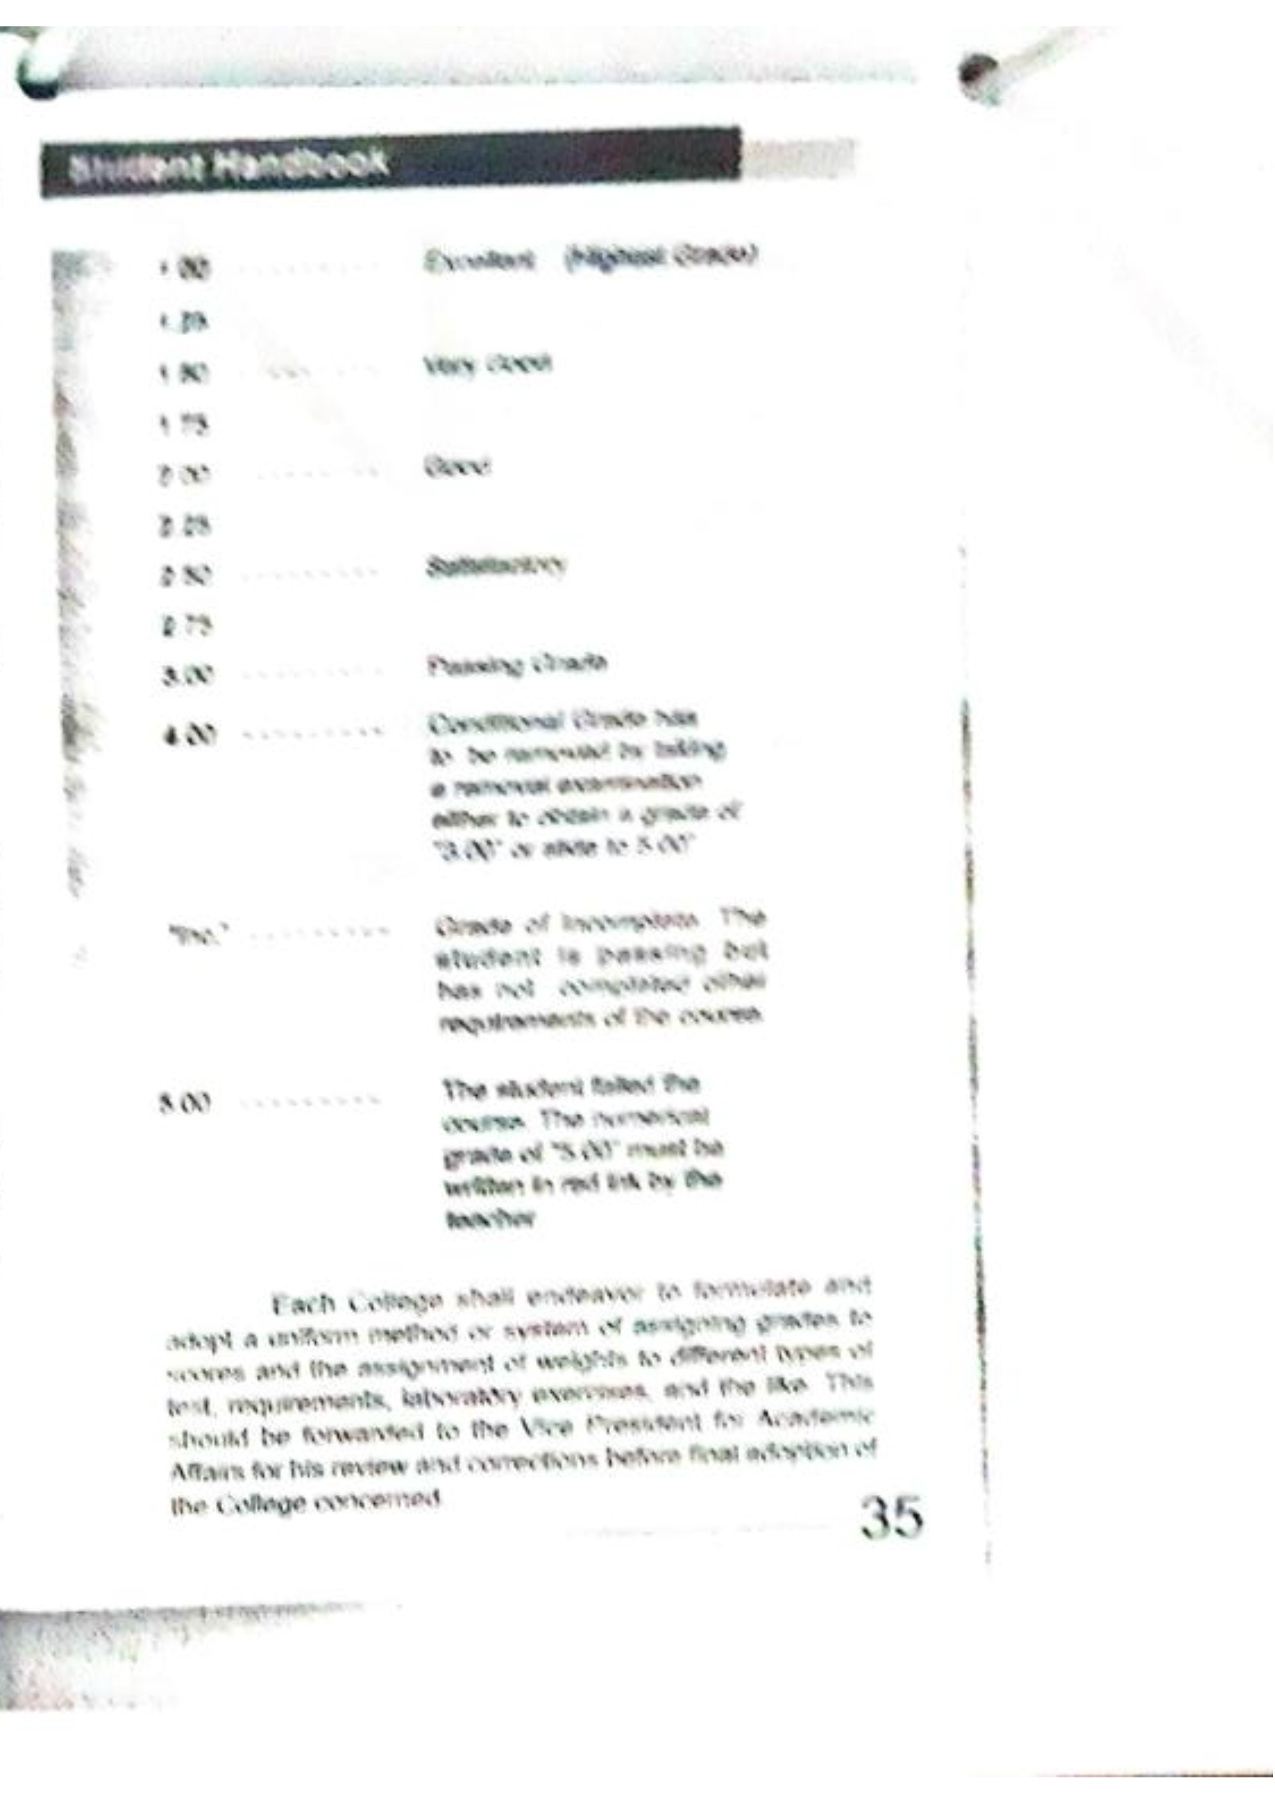 Student Handbook
1.00 .......... Excellent (Highest Grade)
1.25
1.50 .......... Very Good
1.75
2.00 .......... Good
2.25
2.50 .......... Satisfactory
2.75
3.00 .......... Passing Grade
4.00 .......... Conditional Grade has
to be removed by taking
a removal examination
either to obtain a grade of
"3.00" or slide to 5.00"
"Inc." .......... Grade of Incomplete. The
student is passing but
has not completed other
requirements of the course.
5.00 .......... The student failed the
course. The numerical
grade of "5.00" must be
written in red ink by the
teacher
Each College shall endeavor to formulate and
adopt a uniform method or system of assigning grades to
scores and the assignment of weights to different types of
test, requirements, laboratory exercises, and the like. This
should be forwarded to the Vice President for Academic
Affairs for his review and corrections before final adoption of
the College concerned.
35